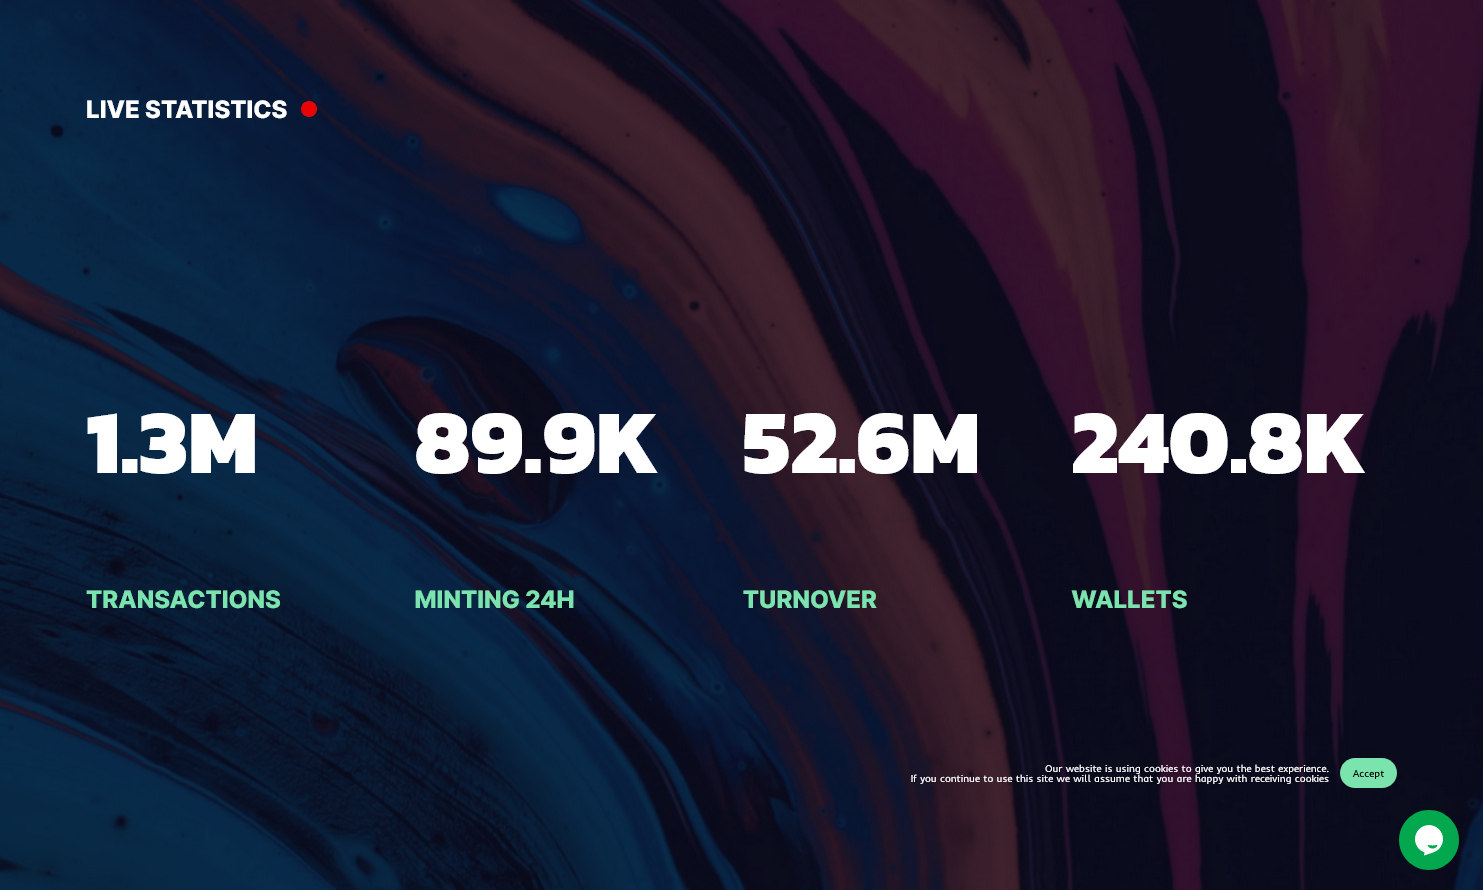 LIVE STATISTICS
1.3M
89.9K
52.6M
240.8K
TRANSACTIONS
MINTING 24H
TURNOVER
WALLETS
Our website is using cookies to give you the best experience.
If you continue to use this site we will assume that you are happy with receiving cookies
Accept